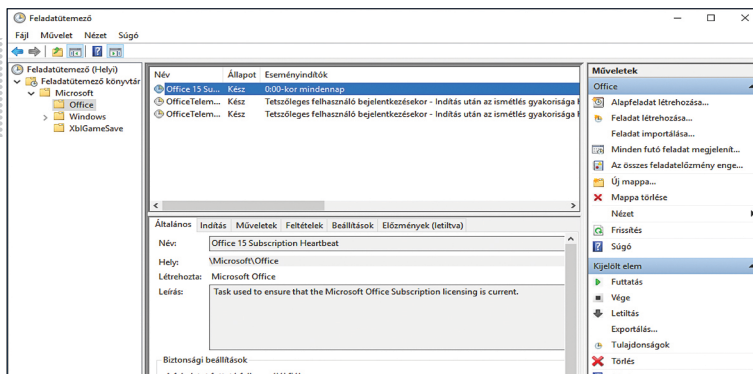 Feladatütemező
Fájl Művelet Nézet Súgó
Feladatütemező (Helyi)
Feladatütemező könyvtár
Microsoft
Office
Windows
XblGameSave
Név Állapot Eseményindítók
Office 15 Su... Kész 0:00-kor mindennap
OfficeTelem... Kész Tetszőleges felhasználó bejelentkezésekor - Indítás után az ismétlés gyakorisága
OfficeTelem... Kész Tetszőleges felhasználó bejelentkezésekor - Indítás után az ismétlés gyakorisága
Általános Indítás Műveletek Feltételek Beállítások Előzmények (letiltva)
Név: Office 15 Subscription Heartbeat
Hely: \Microsoft\Office
Létrehozta: Microsoft Office
Leírás: Task used to ensure that the Microsoft Office Subscription licensing is current.
Biztonsági beállítások
Műveletek
Office
Alapfeladat létrehozása...
Feladat létrehozása...
Feladat importálása...
Minden futó feladat megjelenít...
Az összes feladatelőzmény enge...
Új mappa...
Mappa törlése
Nézet
Frissítés
Súgó
Kijelölt elem
Futtatás
Vége
Letiltás
Exportálás...
Tulajdonságok
Törlés